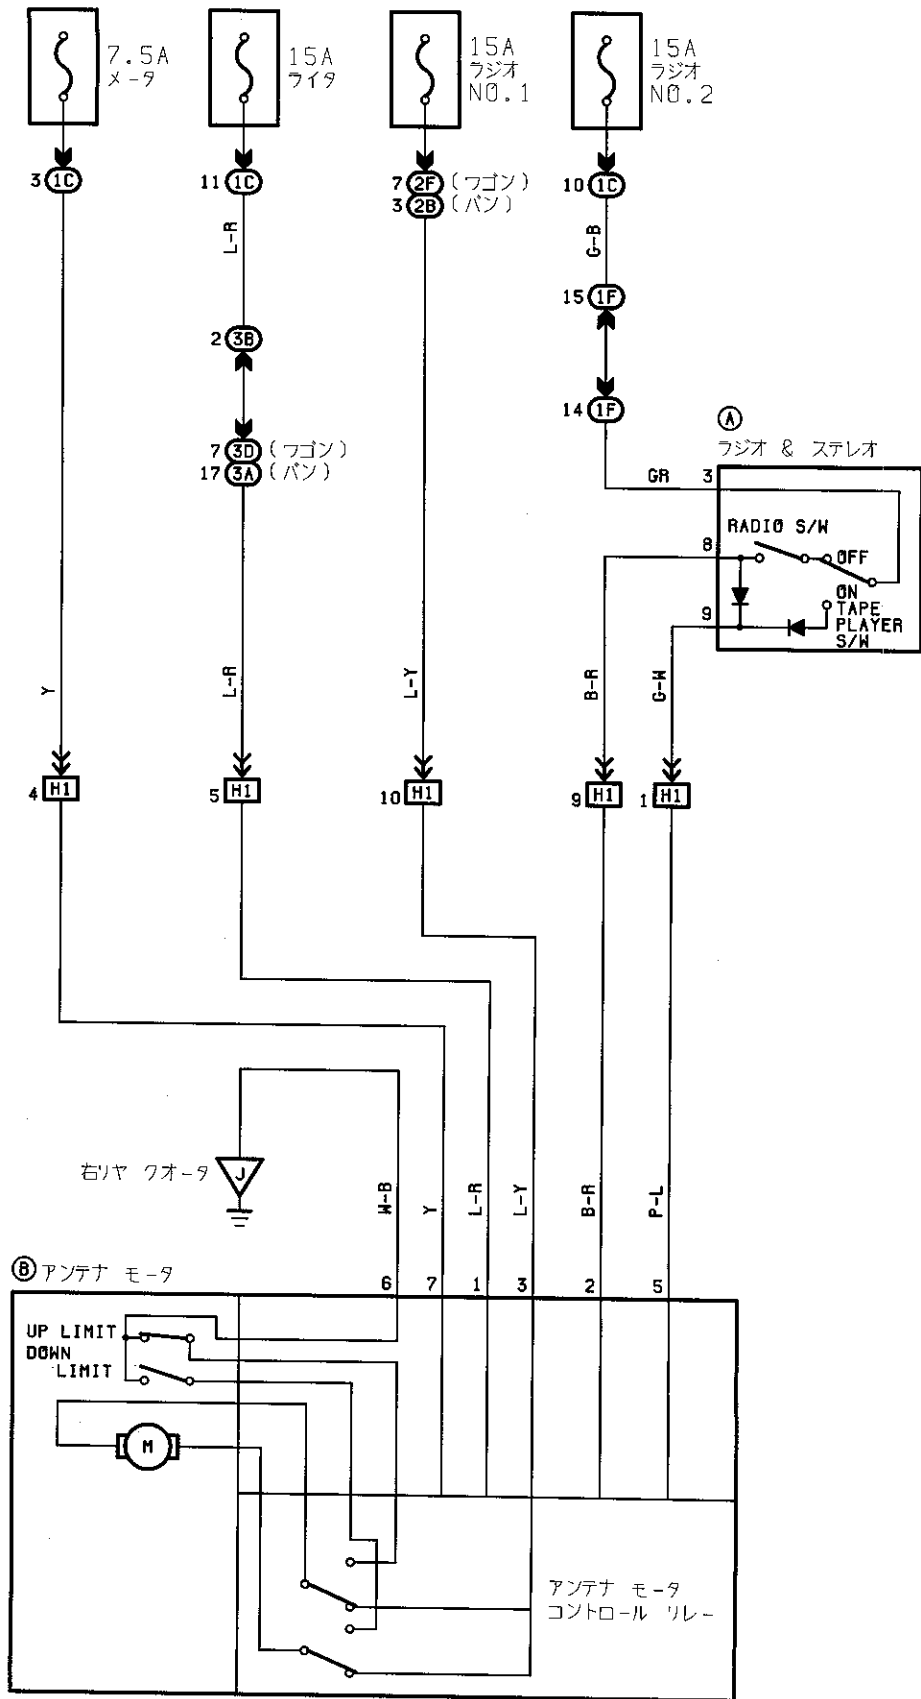 7.5A
メータ
15A
ライタ
15A
ラジオ
NO.1
15A
ラジオ
NO.2
3 1C
11 1C
7 2F (ワゴン)
3 2B (バン)
10 1C
L-R
G-B
15 1F
2 3B
14 1F
7 3D (ワゴン)
17 3A (バン)
A
ラジオ & ステレオ
GR 3
RADIO S/W
8
OFF
ON
TAPE
PLAYER
S/W
9
Y
L-R
L-Y
B-R
G-W
4 H1
5 H1
10 H1
9 H1
1 H1
右リヤ クオータ
J
W-B
Y
L-R
L-Y
B-R
P-L
B アンテナ モータ
6 7 1 3 2 5
UP LIMIT
DOWN
LIMIT
M
アンテナ モータ
コントロール リレー